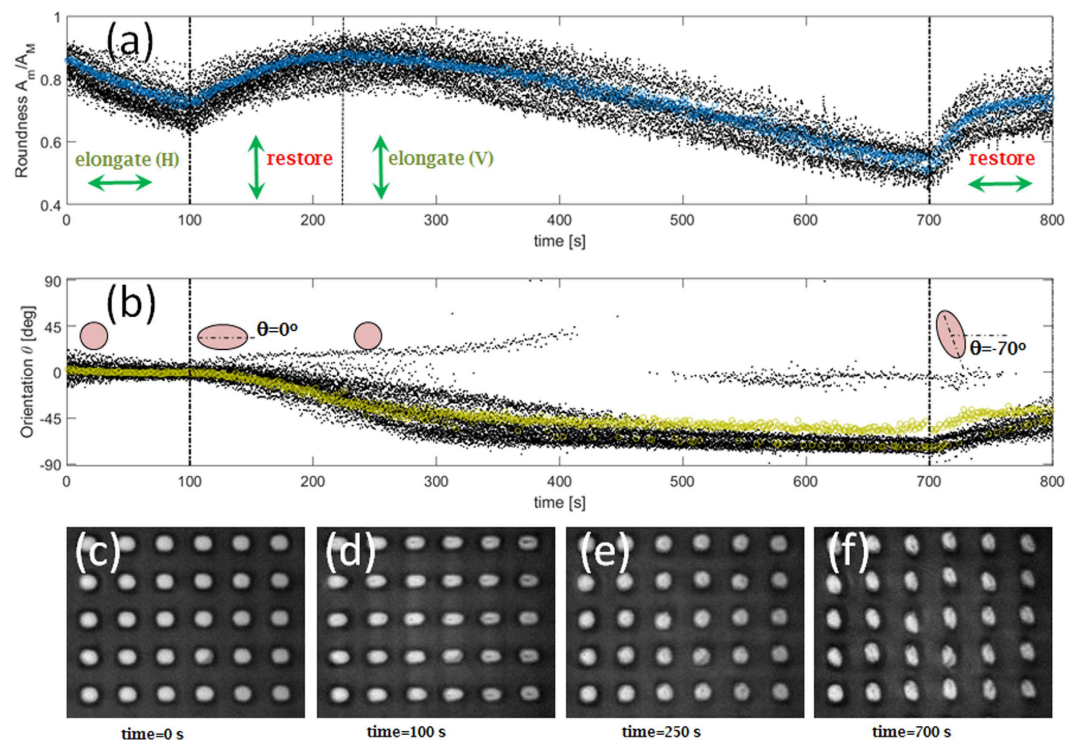 (a)
Roundness A_m/A_M
1
0.8
0.6
0.4
elongate (H)
restore
elongate (V)
restore
0 100 200 300 400 500 600 700 800
time [s]
(b)
Orientation θ [deg]
90
45
0
-45
-90
θ=0º
θ=-70º
0 100 200 300 400 500 600 700 800
time [s]
(c) (d) (e) (f)
time=0 s time=100 s time=250 s time=700 s